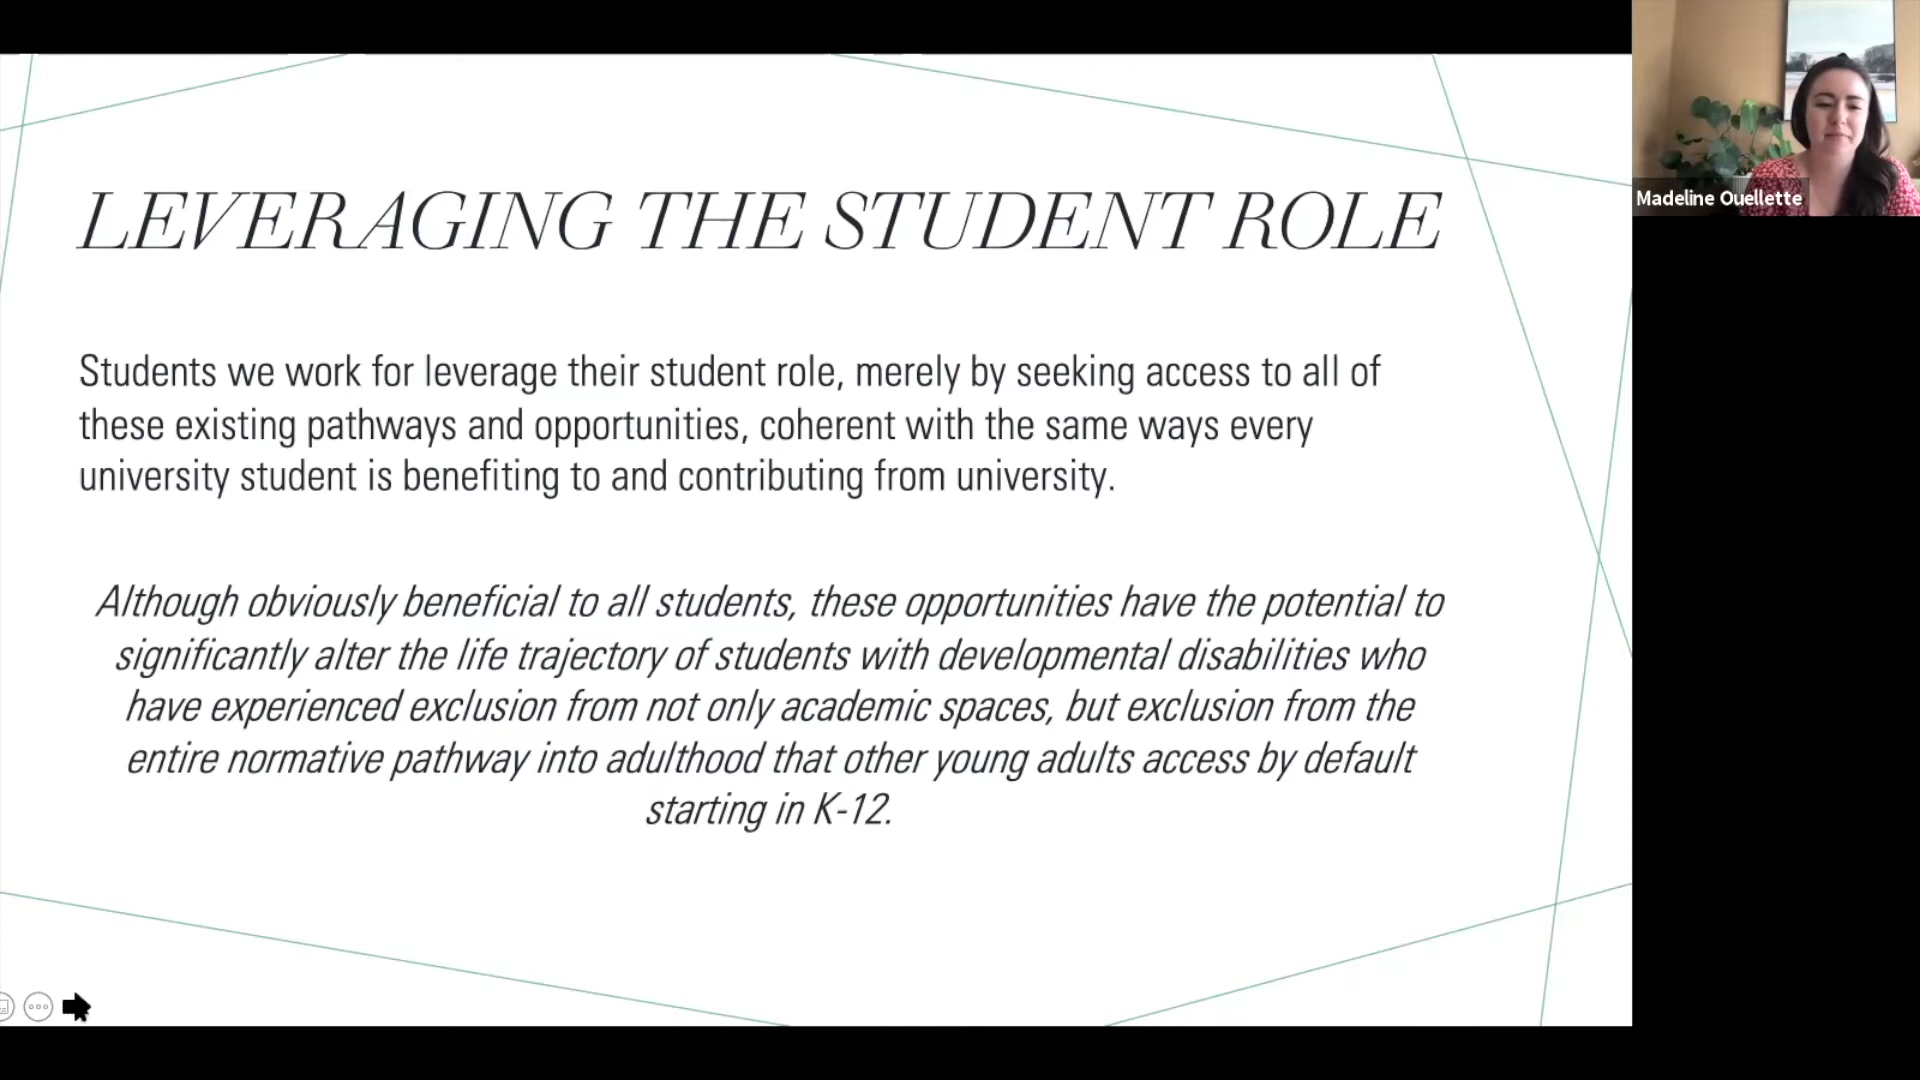 LEVERAGING THE STUDENT ROLE
Students we work for leverage their student role, merely by seeking access to all of
these existing pathways and opportunities, coherent with the same ways every
university student is benefiting to and contributing from university.
Although obviously beneficial to all students, these opportunities have the potential to
significantly alter the life trajectory of students with developmental disabilities who
have experienced exclusion from not only academic spaces, but exclusion from the
entire normative pathway into adulthood that other young adults access by default
starting in K-12.
Madeline Ouellette